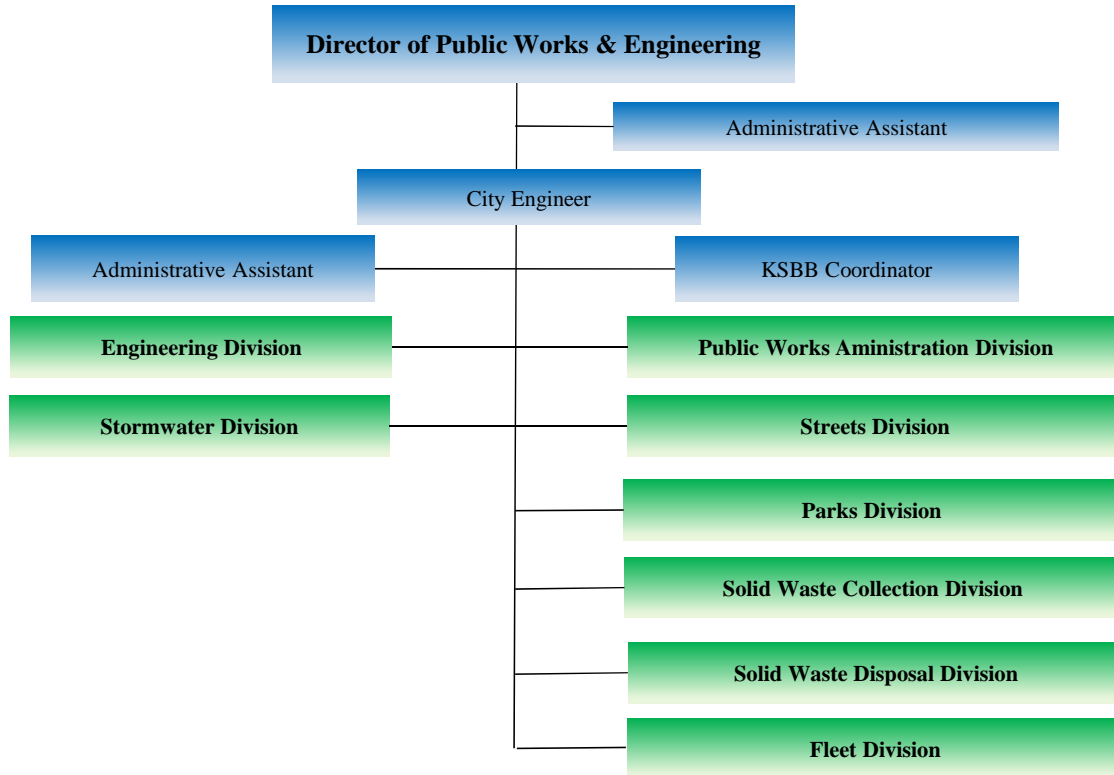 Director of Public Works & Engineering
Administrative Assistant
City Engineer
Administrative Assistant
KSBB Coordinator
Engineering Division
Public Works Aministration Division
Stormwater Division
Streets Division
Parks Division
Solid Waste Collection Division
Solid Waste Disposal Division
Fleet Division